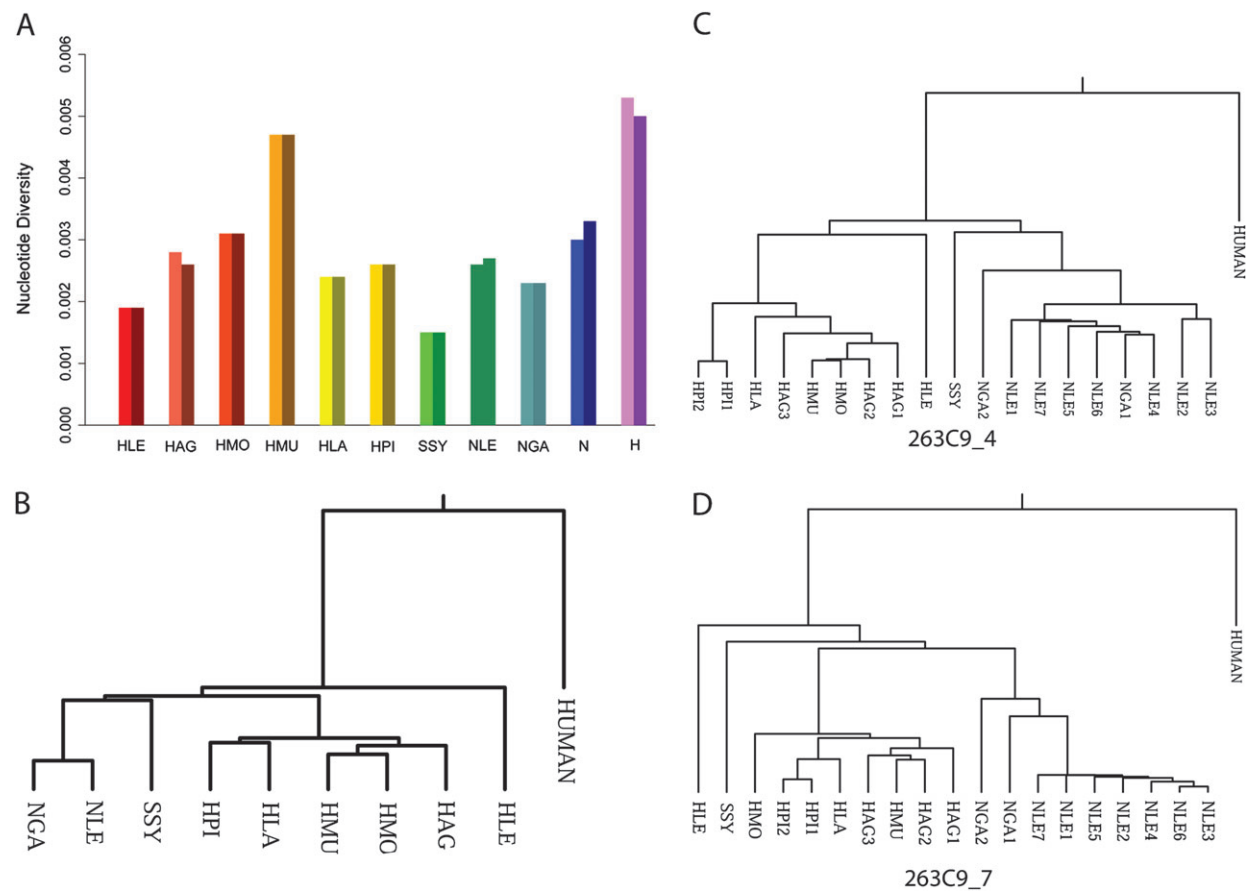 A
Nucleotide Diversity
0.006
0.005
0.004
0.003
0.002
0.001
0.000
HLE HAG HMO HMU HLA HPI SSY NLE NGA N H
B
HUMAN
NGA NLE SSY HPI HLA HMU HMO HAG HLE
C
HUMAN
HPI2 HPI1 HLA HAG3 HMU HMO HAG2 HAG1 HLE SSY NGA2 NLE1 NLE7 NLE5 NLE6 NGA1 NLE4 NLE2 NLE3
263C9_4
D
HUMAN
HLE SSY HMO HPI2 HPI1 HLA HAG3 HMU HAG2 HAG1 NGA2 NGA1 NLE7 NLE1 NLE5 NLE2 NLE4 NLE6 NLE3
263C9_7